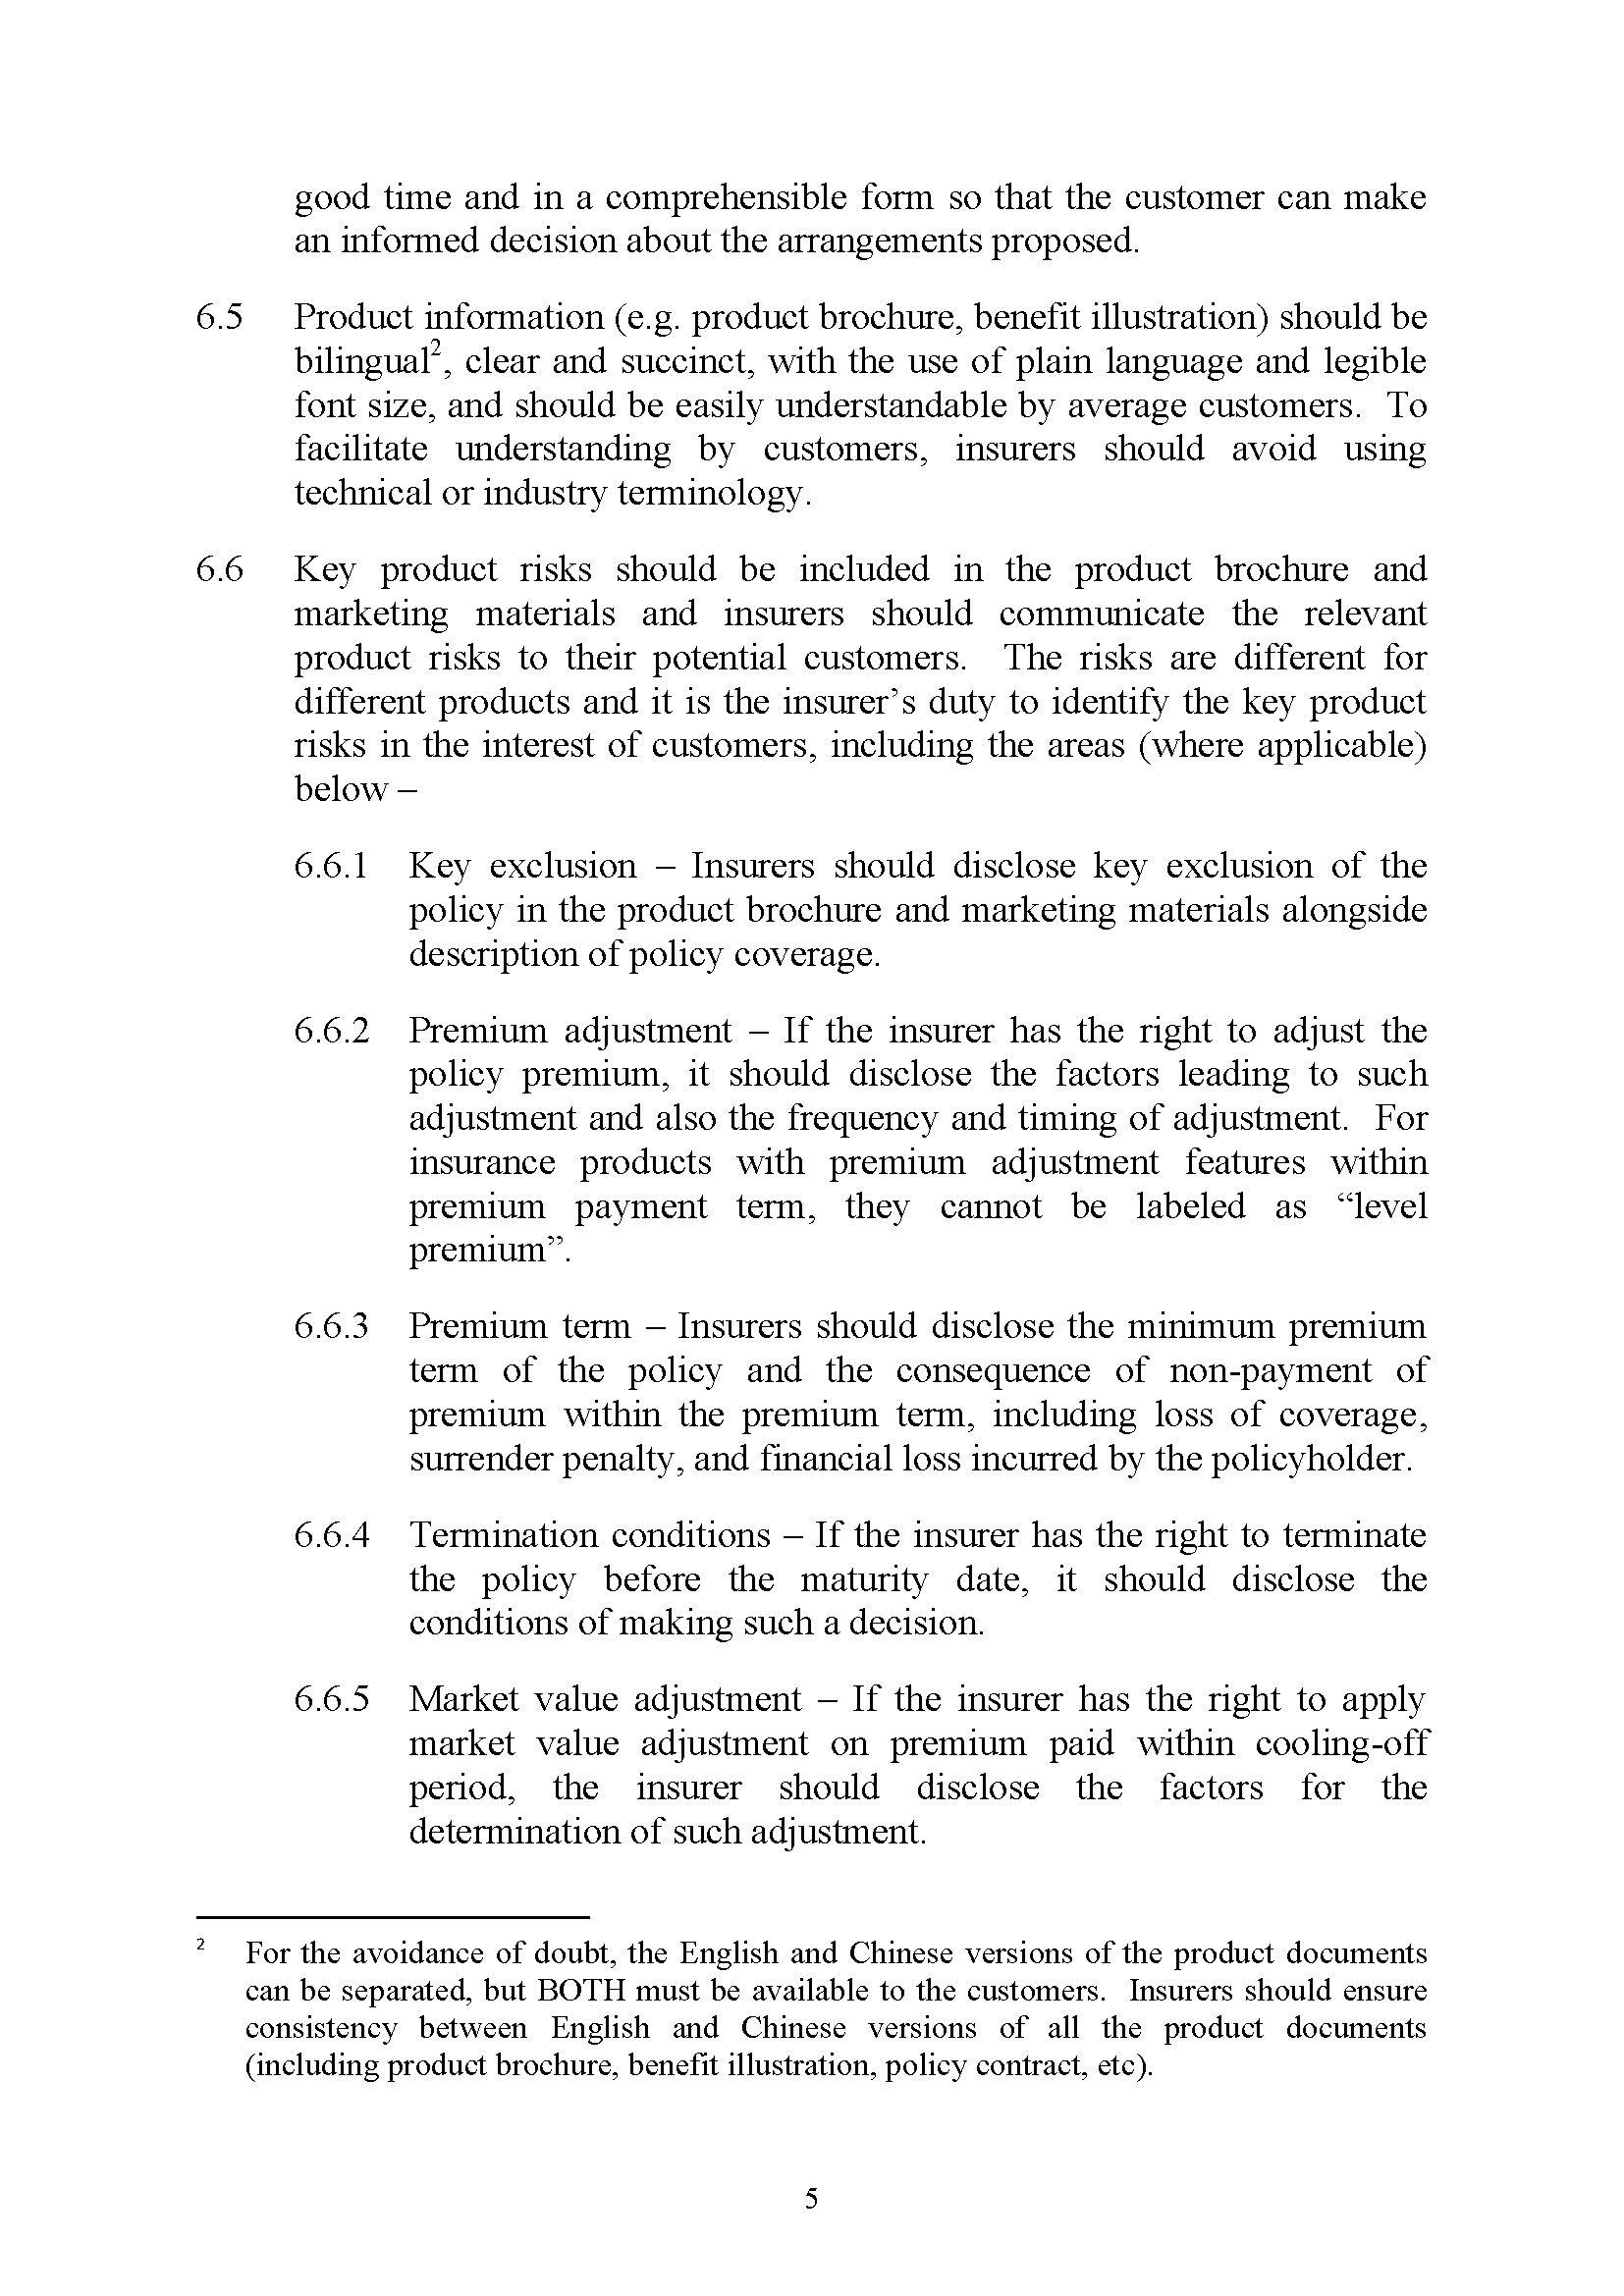 good time and in a comprehensible form so that the customer can make
an informed decision about the arrangements proposed.
6.5 Product information (e.g. product brochure, benefit illustration) should be
bilingual², clear and succinct, with the use of plain language and legible
font size, and should be easily understandable by average customers. To
facilitate understanding by customers, insurers should avoid using
technical or industry terminology.
6.6 Key product risks should be included in the product brochure and
marketing materials and insurers should communicate the relevant
product risks to their potential customers. The risks are different for
different products and it is the insurer’s duty to identify the key product
risks in the interest of customers, including the areas (where applicable)
below –
6.6.1 Key exclusion – Insurers should disclose key exclusion of the
policy in the product brochure and marketing materials alongside
description of policy coverage.
6.6.2 Premium adjustment – If the insurer has the right to adjust the
policy premium, it should disclose the factors leading to such
adjustment and also the frequency and timing of adjustment. For
insurance products with premium adjustment features within
premium payment term, they cannot be labeled as “level
premium”.
6.6.3 Premium term – Insurers should disclose the minimum premium
term of the policy and the consequence of non-payment of
premium within the premium term, including loss of coverage,
surrender penalty, and financial loss incurred by the policyholder.
6.6.4 Termination conditions – If the insurer has the right to terminate
the policy before the maturity date, it should disclose the
conditions of making such a decision.
6.6.5 Market value adjustment – If the insurer has the right to apply
market value adjustment on premium paid within cooling-off
period, the insurer should disclose the factors for the
determination of such adjustment.
² For the avoidance of doubt, the English and Chinese versions of the product documents
can be separated, but BOTH must be available to the customers. Insurers should ensure
consistency between English and Chinese versions of all the product documents
(including product brochure, benefit illustration, policy contract, etc).
5